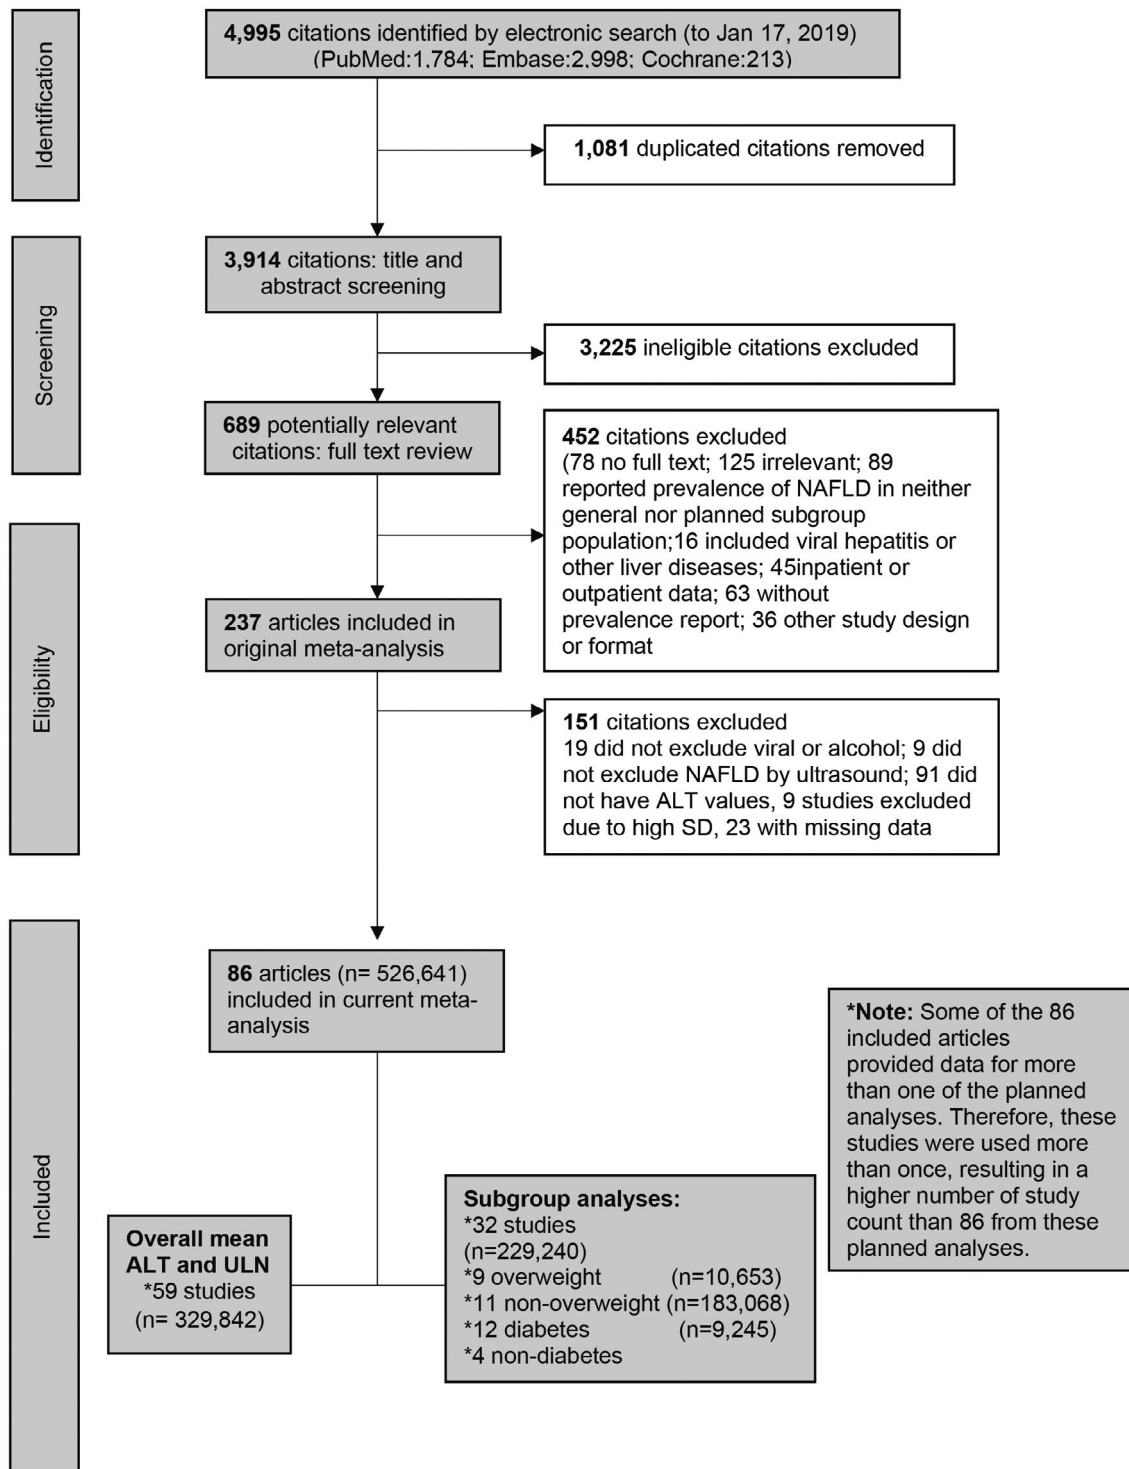 Identification
4,995 citations identified by electronic search (to Jan 17, 2019)
(PubMed:1,784; Embase:2,998; Cochrane:213)
1,081 duplicated citations removed
Screening
3,914 citations: title and
abstract screening
3,225 ineligible citations excluded
689 potentially relevant
citations: full text review
452 citations excluded
(78 no full text; 125 irrelevant; 89
reported prevalence of NAFLD in neither
general nor planned subgroup
population;16 included viral hepatitis or
other liver diseases; 45inpatient or
outpatient data; 63 without
prevalence report; 36 other study design
or format
Eligibility
237 articles included in
original meta-analysis
151 citations excluded
19 did not exclude viral or alcohol; 9 did
not exclude NAFLD by ultrasound; 91 did
not have ALT values, 9 studies excluded
due to high SD, 23 with missing data
Included
86 articles (n= 526,641)
included in current meta-
analysis
*Note: Some of the 86
included articles
provided data for more
than one of the planned
analyses. Therefore, these
studies were used more
than once, resulting in a
higher number of study
count than 86 from these
planned analyses.
Overall mean
ALT and ULN
*59 studies
(n= 329,842)
Subgroup analyses:
*32 studies
(n=229,240)
*9 overweight (n=10,653)
*11 non-overweight (n=183,068)
*12 diabetes (n=9,245)
*4 non-diabetes